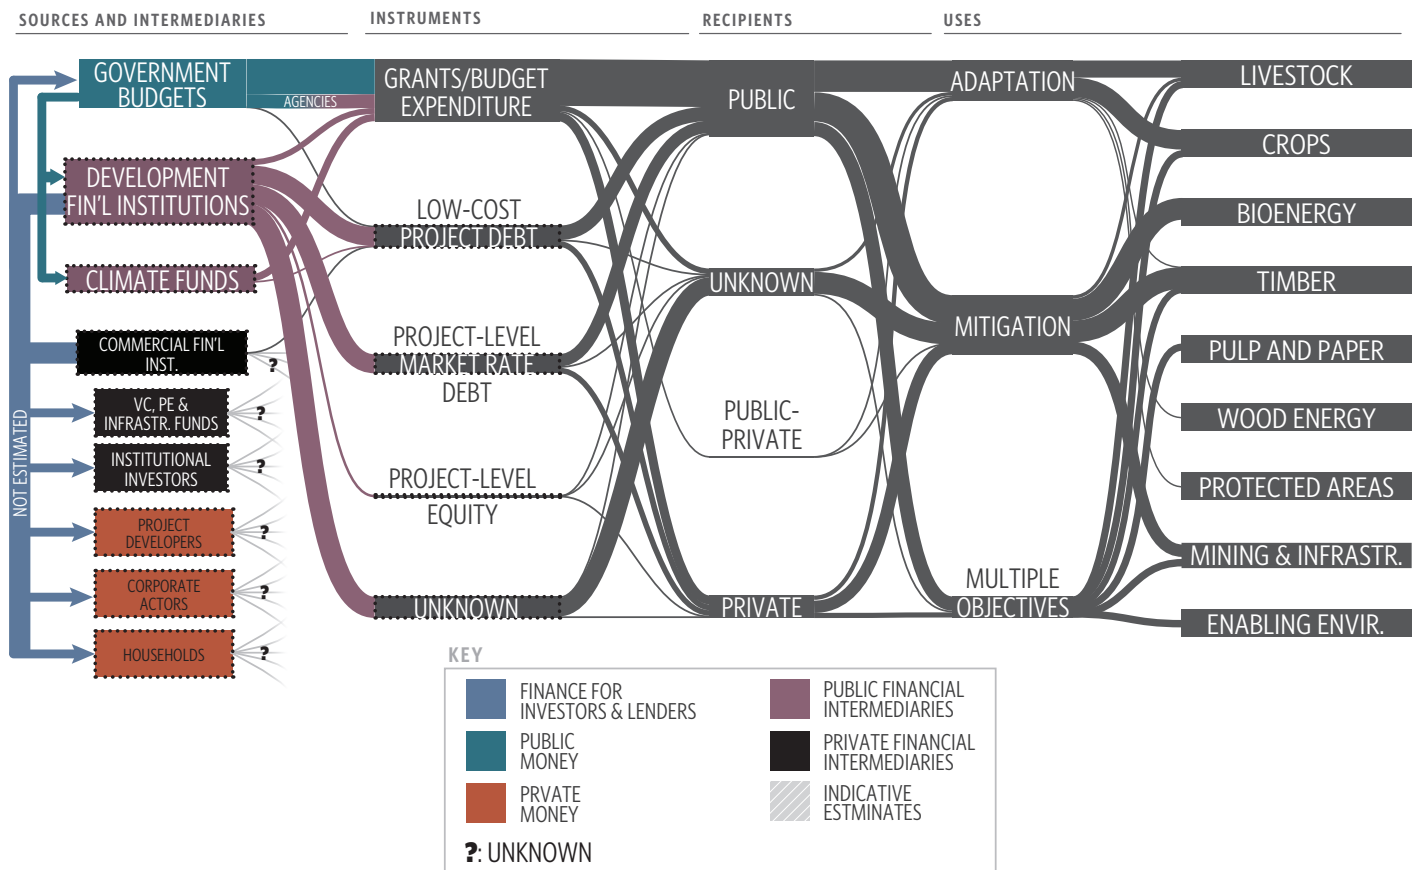 SOURCES AND INTERMEDIARIES
INSTRUMENTS
RECIPIENTS
USES
GOVERNMENT
BUDGETS
AGENCIES
DEVELOPMENT
FIN'L INSTITUTIONS
CLIMATE FUNDS
COMMERCIAL FIN'L
INST.
?
VC, PE &
INFRASTR. FUNDS
?
INSTITUTIONAL
INVESTORS
?
PROJECT
DEVELOPERS
?
CORPORATE
ACTORS
?
HOUSEHOLDS
?
NOT ESTIMATED
GRANTS/BUDGET
EXPENDITURE
LOW-COST
PROJECT DEBT
PROJECT-LEVEL
MARKET RATE
DEBT
PROJECT-LEVEL
EQUITY
UNKNOWN
PUBLIC
UNKNOWN
PUBLIC-
PRIVATE
PRIVATE
ADAPTATION
MITIGATION
MULTIPLE
OBJECTIVES
LIVESTOCK
CROPS
BIOENERGY
TIMBER
PULP AND PAPER
WOOD ENERGY
PROTECTED AREAS
MINING & INFRASTR.
ENABLING ENVIR.
KEY
FINANCE FOR
INVESTORS & LENDERS
PUBLIC
MONEY
PRVATE
MONEY
?: UNKNOWN
PUBLIC FINANCIAL
INTERMEDIARIES
PRIVATE FINANCIAL
INTERMEDIARIES
INDICATIVE
ESTMINATES